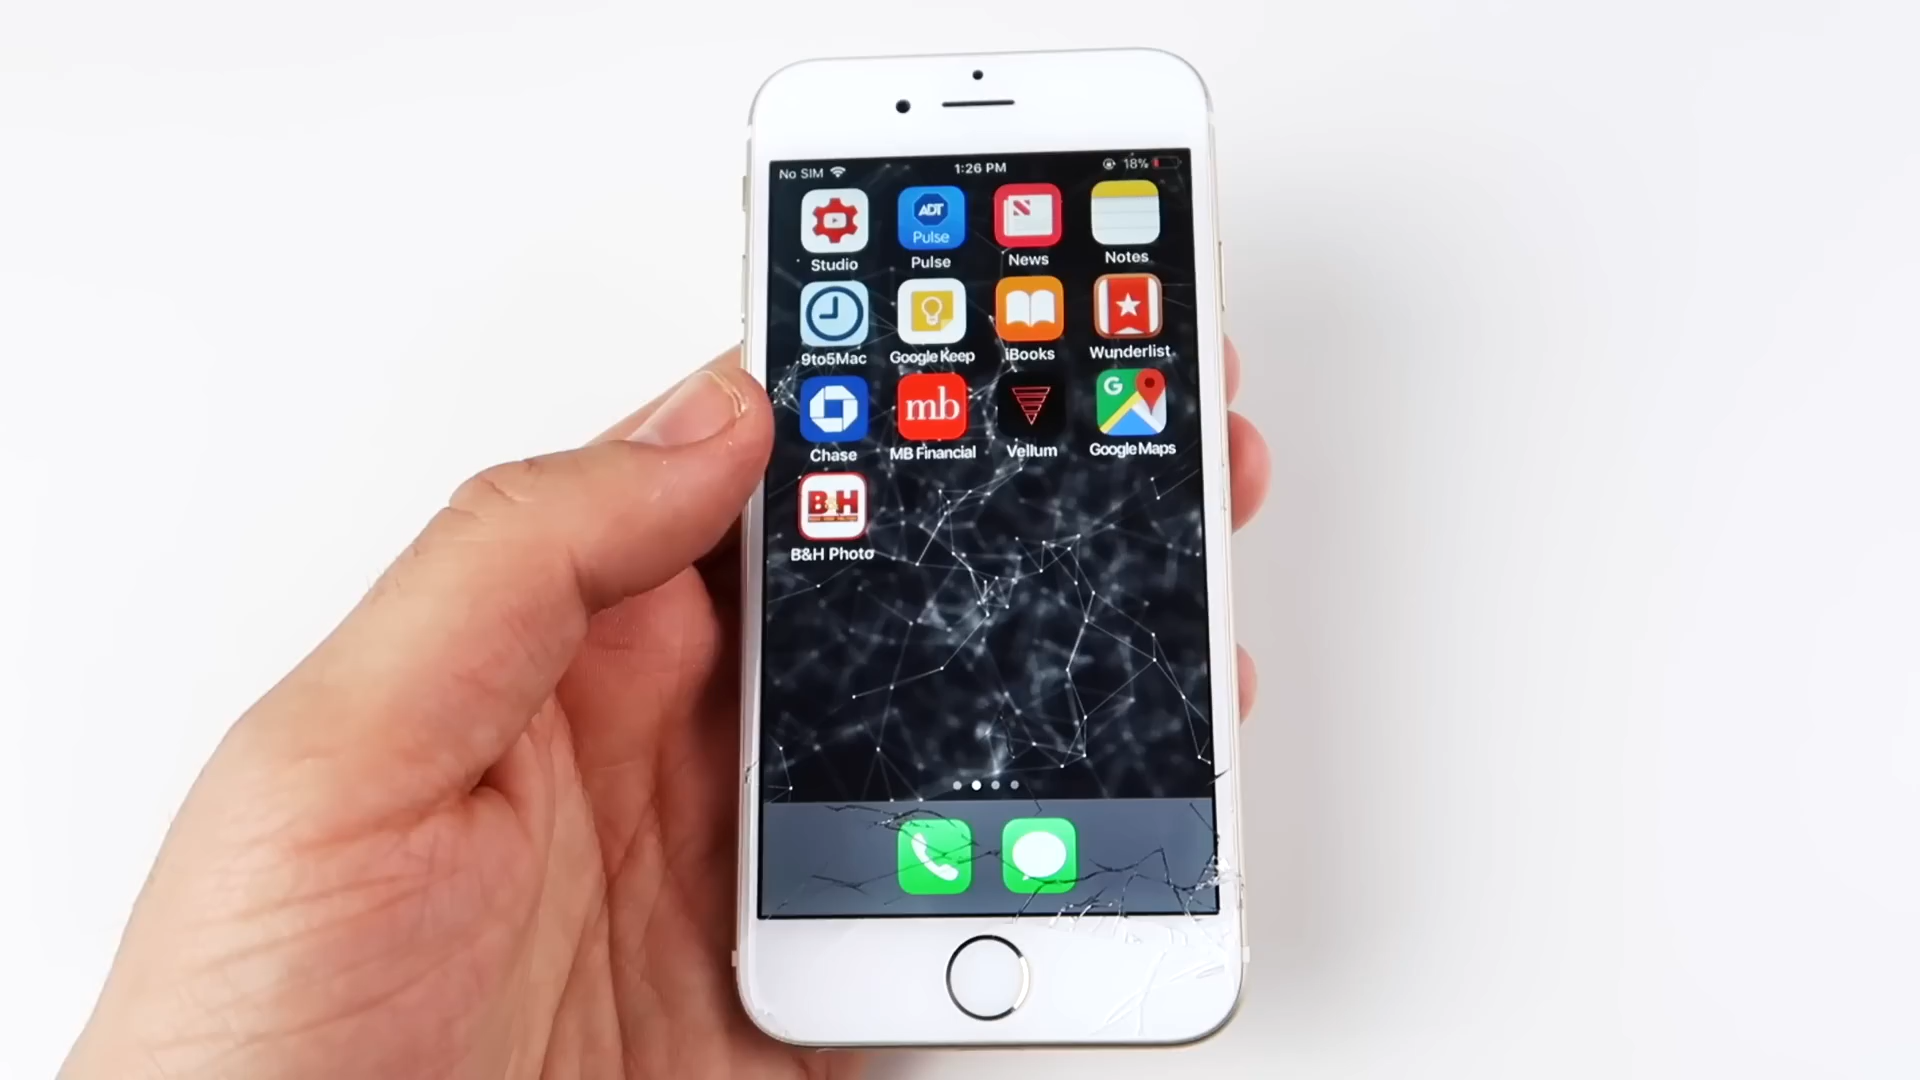 No SIM 1:26 PM 18%
ADT
Pulse
Studio Pulse News Notes
9to5Mac Google Keep iBooks Wunderlist
mb
G
Chase MB Financial Vellum Google Maps
B&H
B&H Photo